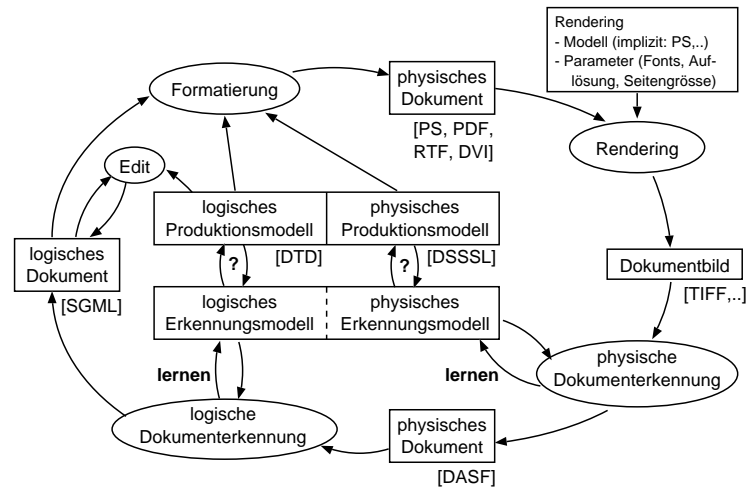 Rendering
- Modell (implizit: PS,..)
- Parameter (Fonts, Auf-
lösung, Seitengrösse)
Formatierung
physisches
Dokument
[PS, PDF,
RTF, DVI]
Rendering
Edit
logisches
Produktionsmodell
physisches
Produktionsmodell
logisches
Dokument
[SGML]
?
[DTD]
?
[DSSSL]
Dokumentbild
[TIFF,..]
logisches
Erkennungsmodell
physisches
Erkennungsmodell
lernen
lernen
physische
Dokumenterkennung
logische
Dokumenterkennung
physisches
Dokument
[DASF]